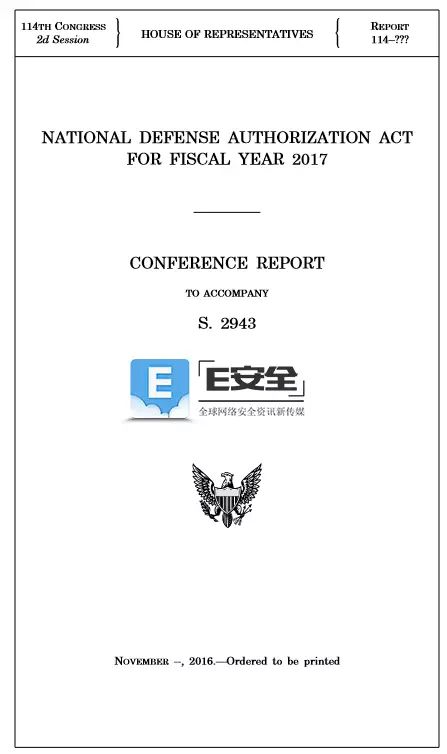 114TH CONGRESS
2d Session
HOUSE OF REPRESENTATIVES
REPORT
114–???
NATIONAL DEFENSE AUTHORIZATION ACT
FOR FISCAL YEAR 2017
CONFERENCE REPORT
TO ACCOMPANY
S. 2943
E
E安全
全球网络安全资讯新传媒
NOVEMBER –, 2016.—Ordered to be printed